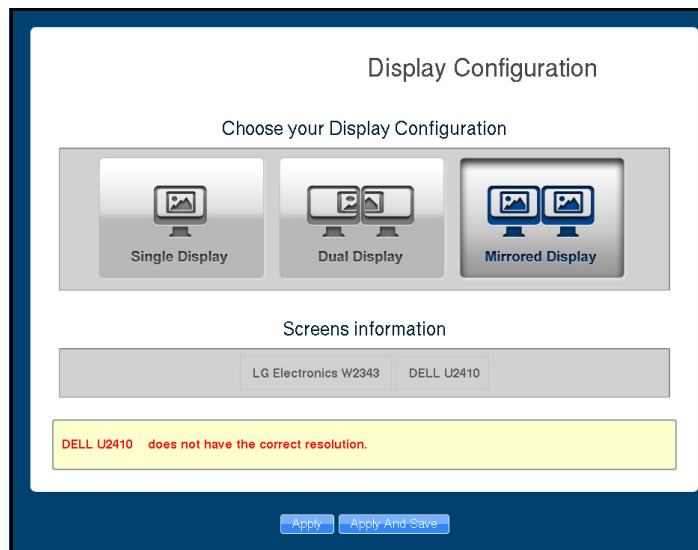 Display Configuration
Choose your Display Configuration
Single Display
Dual Display
Mirrored Display
Screens information
LG Electronics W2343
DELL U2410
DELL U2410 does not have the correct resolution.
Apply
Apply And Save